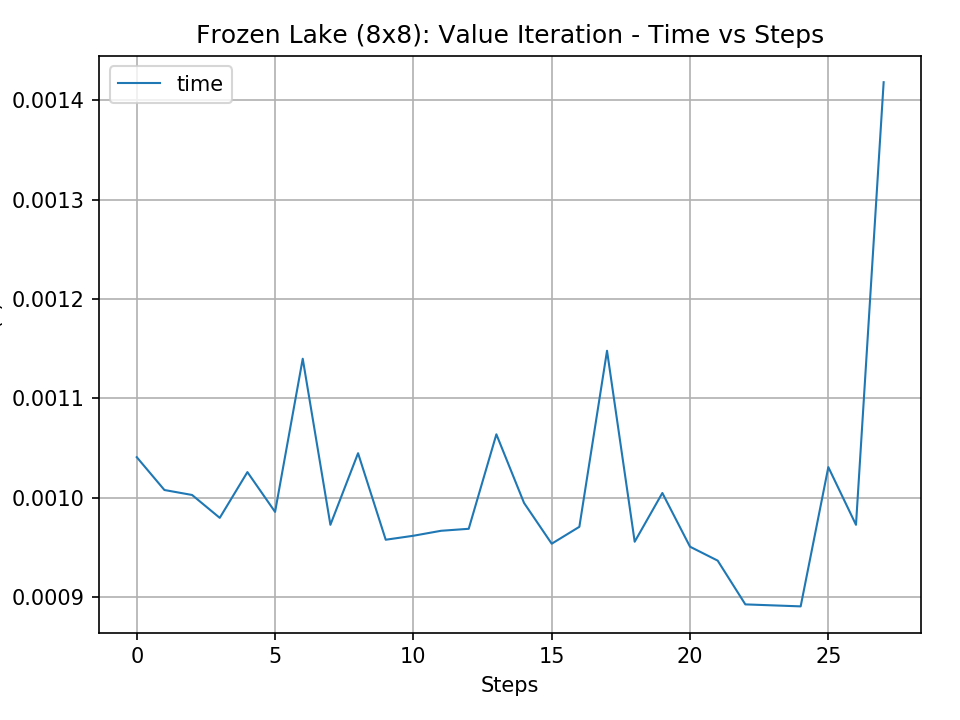 Frozen Lake (8x8): Value Iteration - Time vs Steps
time
0.0014
0.0013
0.0012
0.0011
0.0010
0.0009
0 5 10 15 20 25
Steps